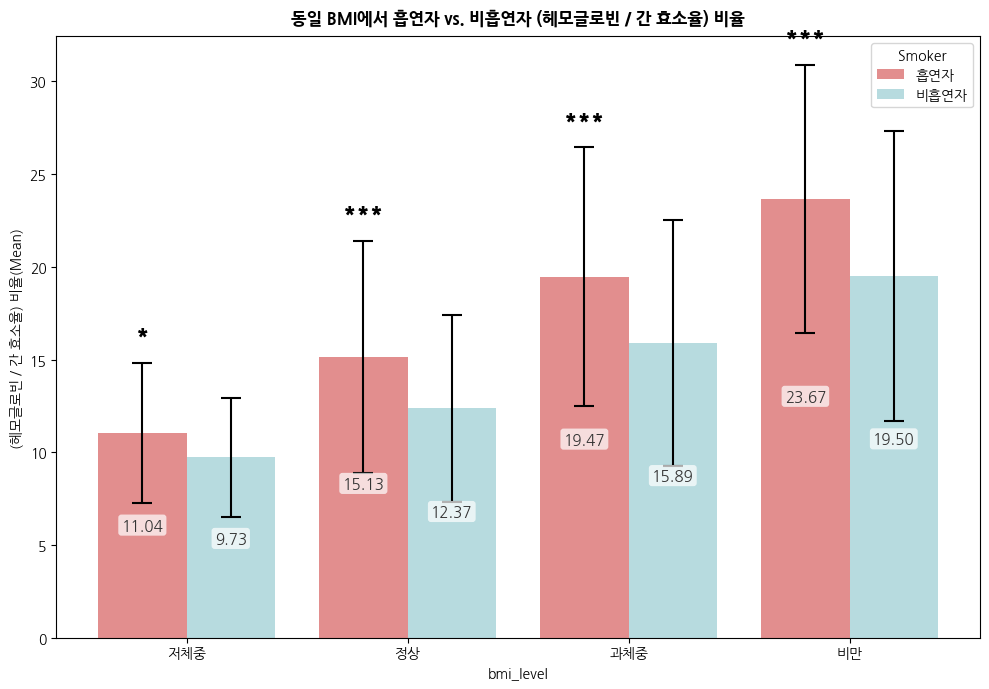 동일 BMI에서 흡연자 vs. 비흡연자 (헤모글로빈 / 간 효소율) 비율
(헤모글로빈 / 간 효소율) 비율(Mean)
30
25
20
15
10
5
0
Smoker
흡연자
비흡연자
*
***
***
***
11.04
9.73
15.13
12.37
19.47
15.89
23.67
19.50
저체중
정상
과체중
비만
bmi_level